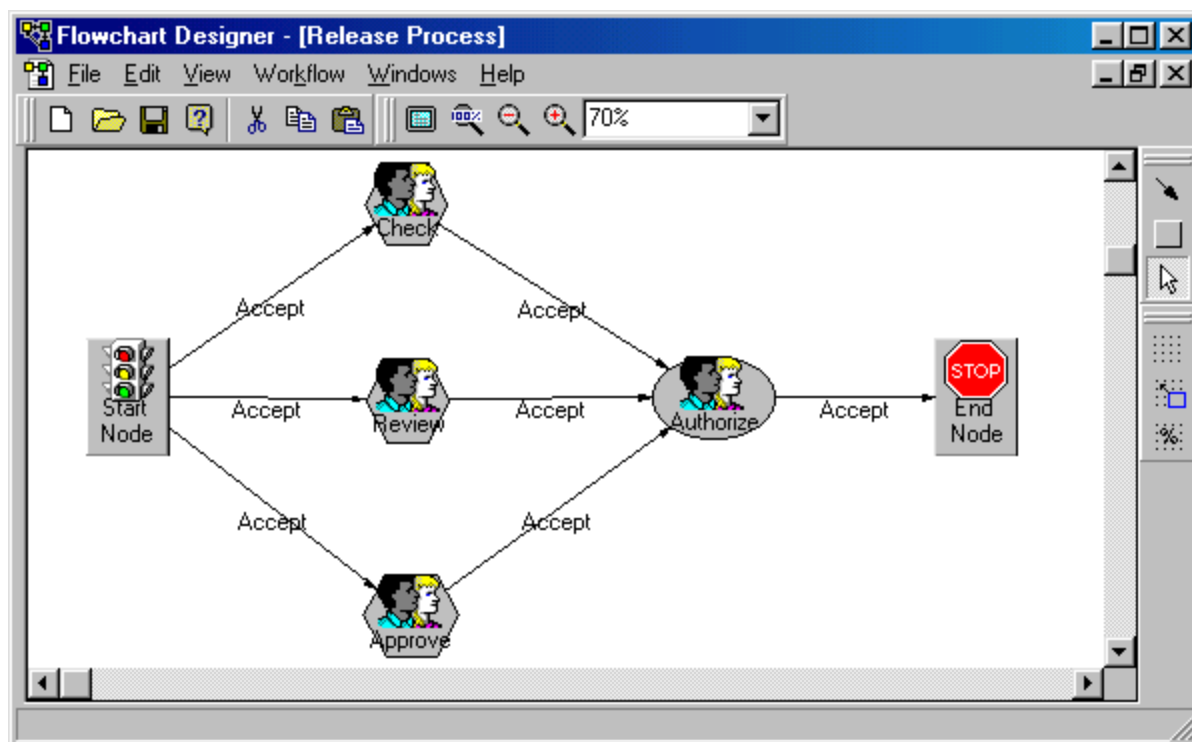 Flowchart Designer - [Release Process]
File Edit View Workflow Windows Help
100% 70%
Check
Accept Accept
Start
Node
Accept
Review
Accept
Authorize
Accept
STOP
End
Node
Accept Accept
Approve
%